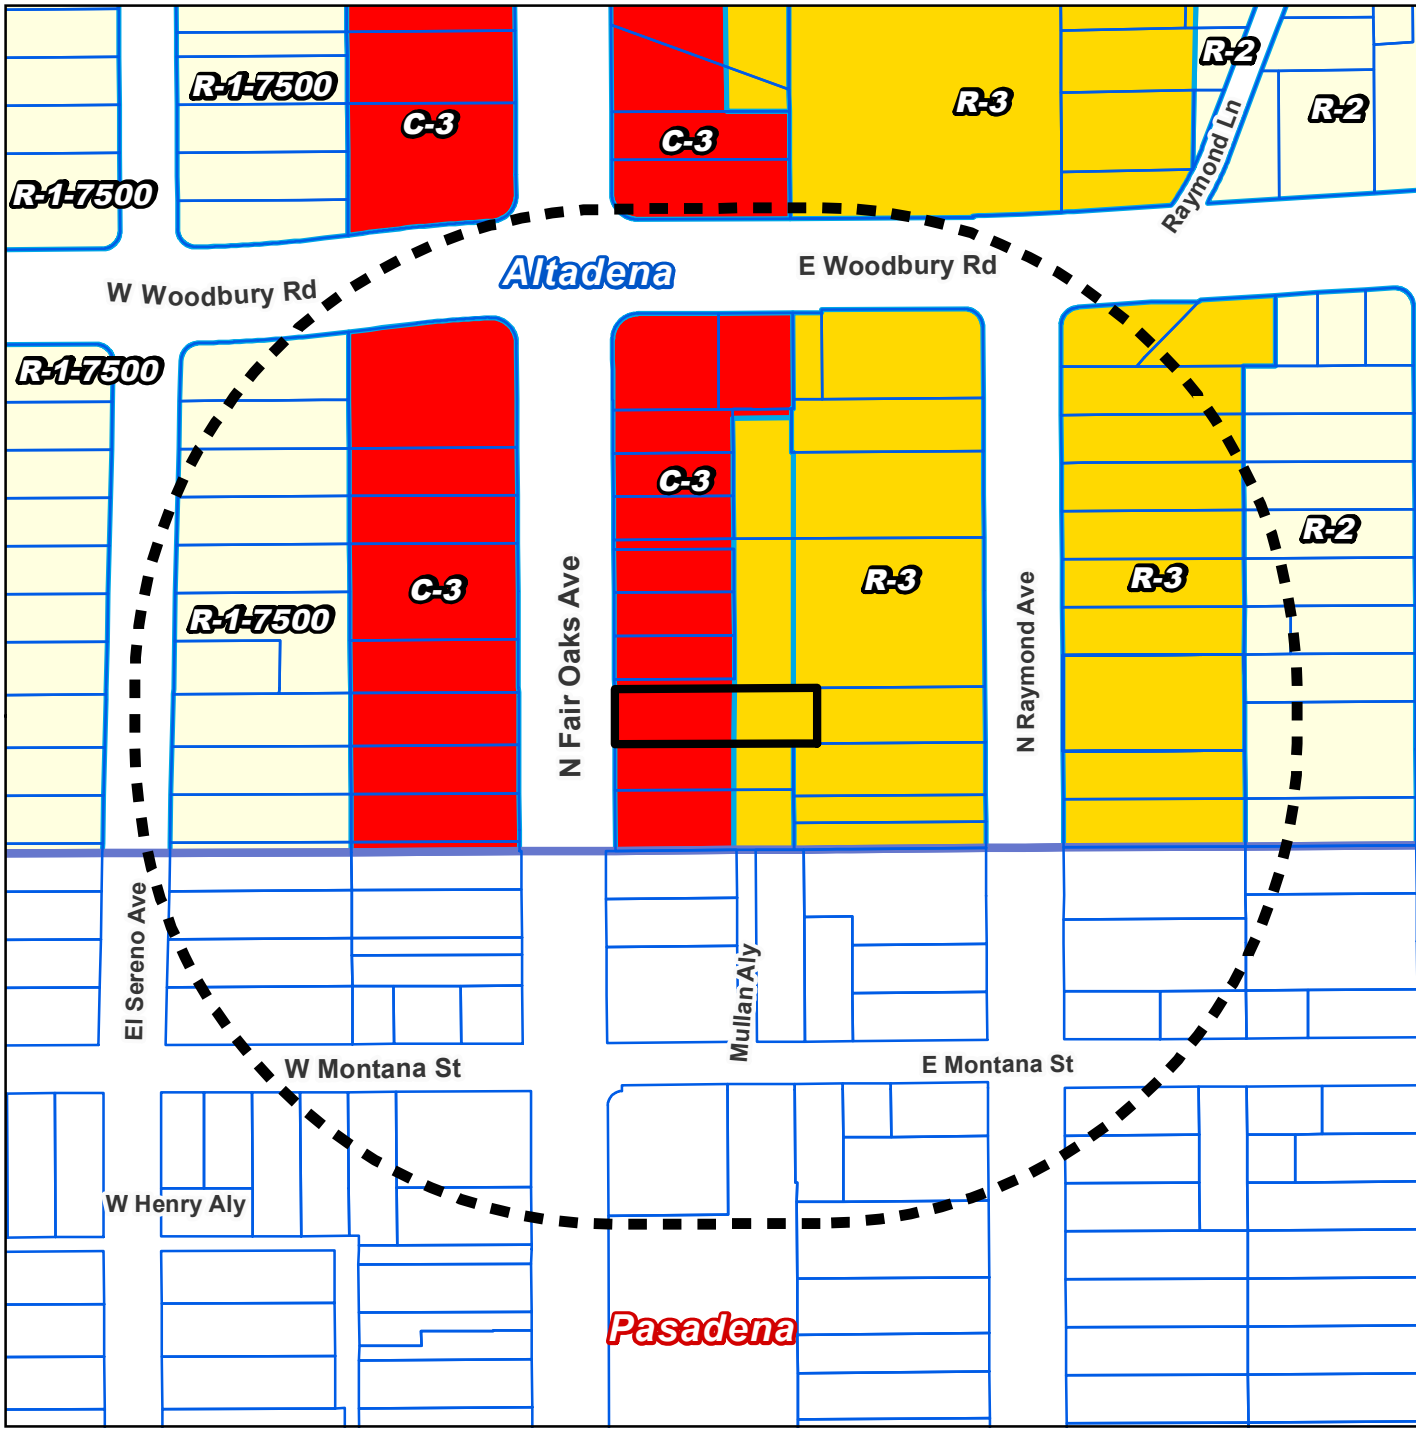 R-2
R-1-7500
R-3
R-2
C-3
C-3
Raymond Ln
R-1-7500
E Woodbury Rd
Altadena
W Woodbury Rd
R-1-7500
C-3
R-2
R-3
R-3
C-3
R-1-7500
N Fair Oaks Ave
N Raymond Ave
El Sereno Ave
Mullan Aly
W Montana St
E Montana St
W Henry Aly
Pasadena